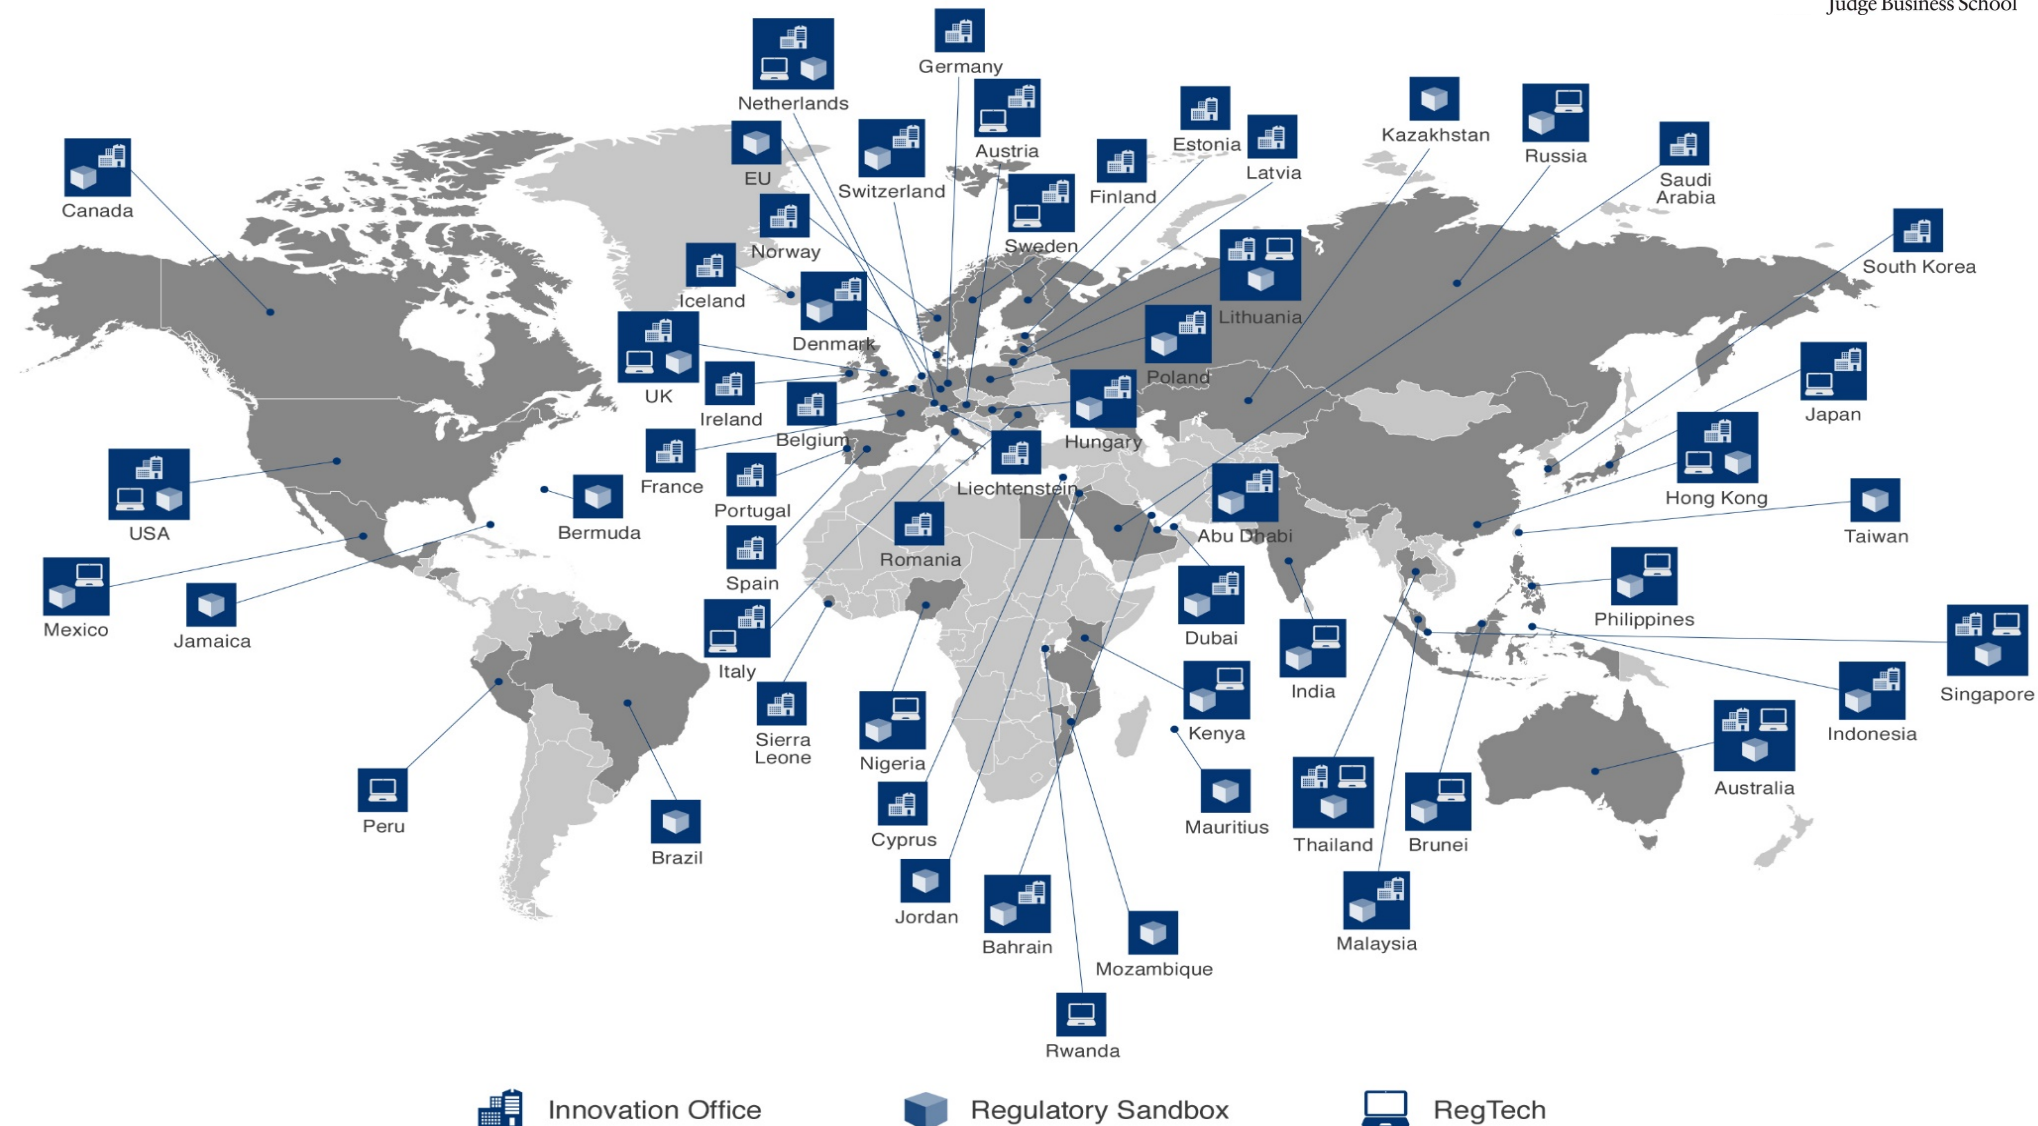 Judge Business School
Germany
Netherlands
Austria
Estonia
Kazakhstan
Russia
EU
Switzerland
Finland
Latvia
Saudi
Arabia
Canada
Norway
Sweden
South Korea
Iceland
Denmark
Lithuania
UK
Ireland
Belgium
Poland
Hungary
Japan
France
Portugal
Liechtenstein
Hong Kong
USA
Bermuda
Romania
Abu Dhabi
Taiwan
Spain
Mexico
Jamaica
Italy
Dubai
Philippines
India
Singapore
Sierra
Leone
Nigeria
Kenya
Indonesia
Peru
Brazil
Cyprus
Mauritius
Thailand
Brunei
Australia
Jordan
Bahrain
Mozambique
Malaysia
Rwanda
Innovation Office
Regulatory Sandbox
RegTech